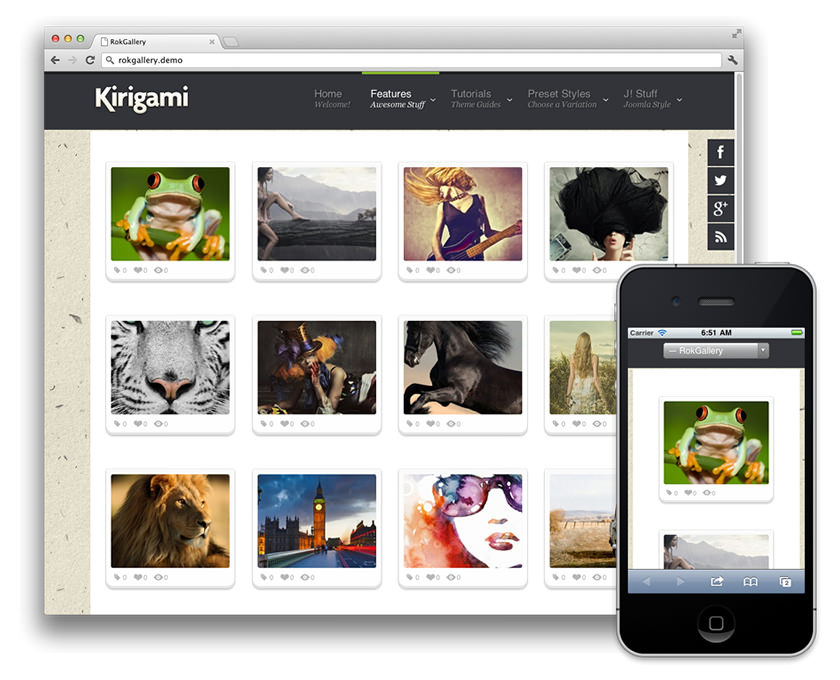 RokGallery
rokgallery.demo
Kirigami
Home
Welcome!
Features
Awesome Stuff
Tutorials
Theme Guides
Preset Styles
Choose a Variation
J! Stuff
Joomla Style
f
g+
0 0 0
0 0 0
0 0 0
0 0 0
0 0 0
0 0 0
0 0 0
0 0
0 0 0
0 0 0
0 0 0
0 0
Carrier
6:51 AM
— RokGallery
0 0 0
2